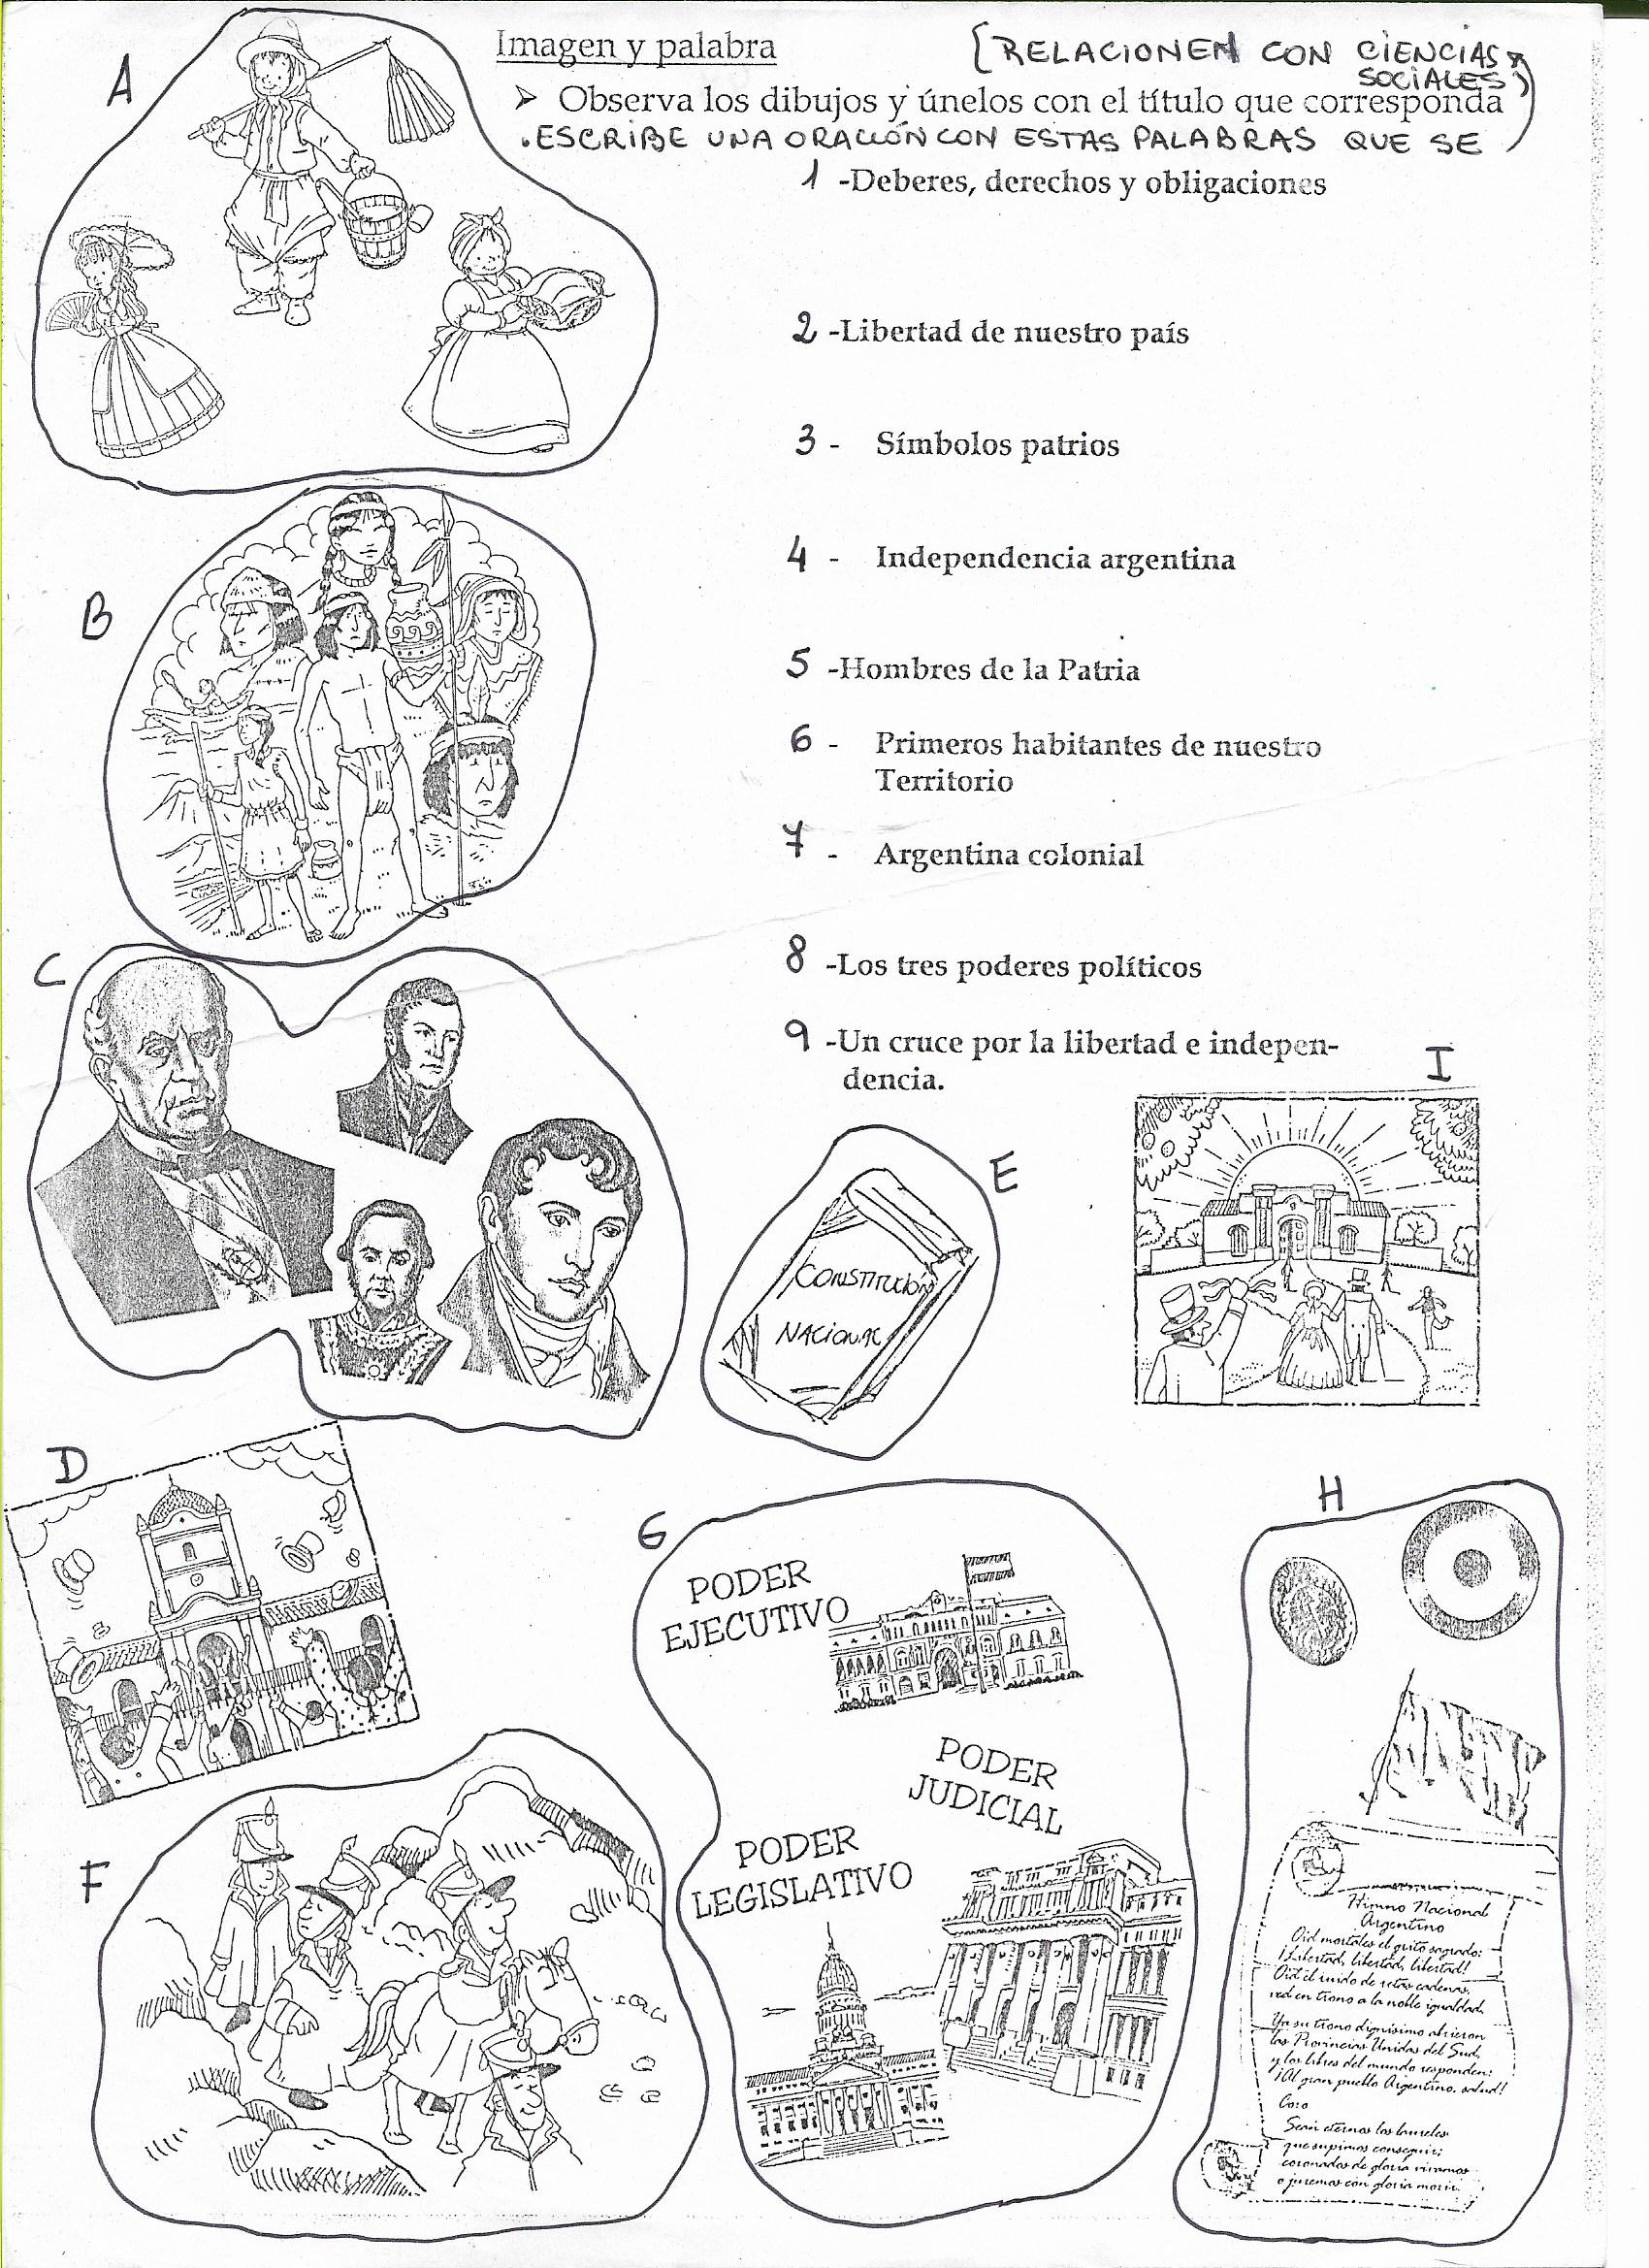 A
Imagen y palabra
[RELACIONEN CON CIENCIAS
SOCIALES]
➤ Observa los dibujos y únelos con el título que corresponda
.ESCRIBE UNA ORACIÓN CON ESTAS PALABRAS QUE SE
1 -Deberes, derechos y obligaciones
2 -Libertad de nuestro país
3 - Símbolos patrios
4 - Independencia argentina
B
5 -Hombres de la Patria
6 - Primeros habitantes de nuestro
Territorio
7 - Argentina colonial
C
8 -Los tres poderes políticos
9 -Un cruce por la libertad e indepen-
dencia.
I
E
CONSTITUCIÓN
NACIONAL
D
G
PODER
EJECUTIVO
PODER
JUDICIAL
PODER
LEGISLATIVO
F
H
Himno Nacional
Argentino
Oid mortales el grito sagrado:
¡Libertad, libertad, libertad!
Oid el ruido de rotas cadenas,
ved en trono a la noble igualdad.
Ya su trono dignísimo abrieron
las Provincias Unidas del Sud,
y los libres del mundo responden:
¡Al gran pueblo Argentino, salud!
Coro
Sean eternos los laureles
que supimos conseguir;
coronados de gloria vivamos
o juremos con gloria morir.